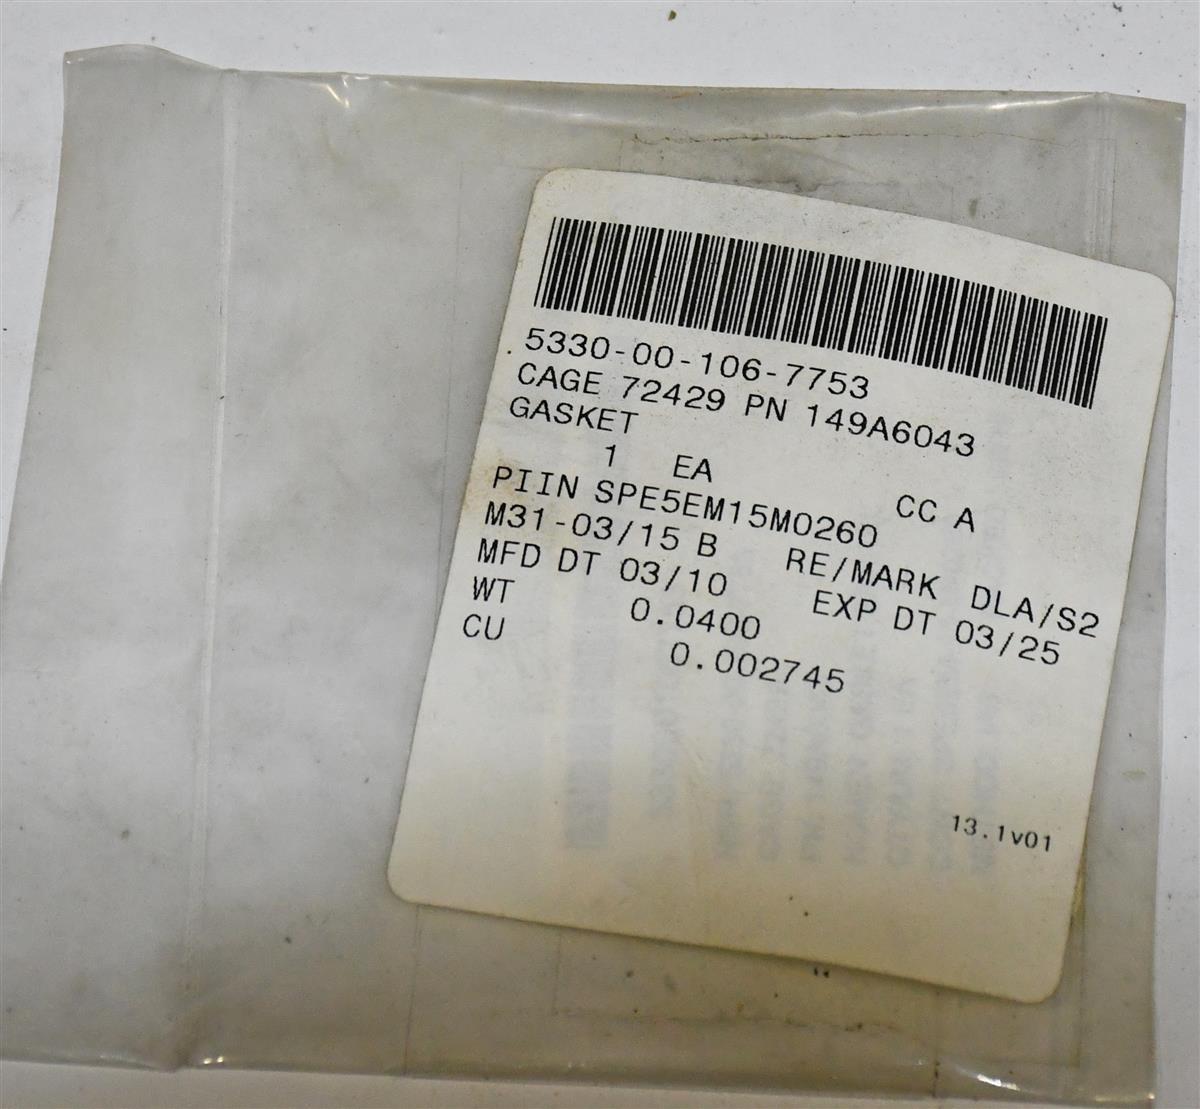 5330-00-106-7753
CAGE 72429 PN 149A6043
GASKET
1 EA CC A
PIIN SPE5EM15M0260
M31-03/15 B RE/MARK DLA/S2
MFD DT 03/10 EXP DT 03/25
WT 0.0400
CU 0.002745
13.1v01